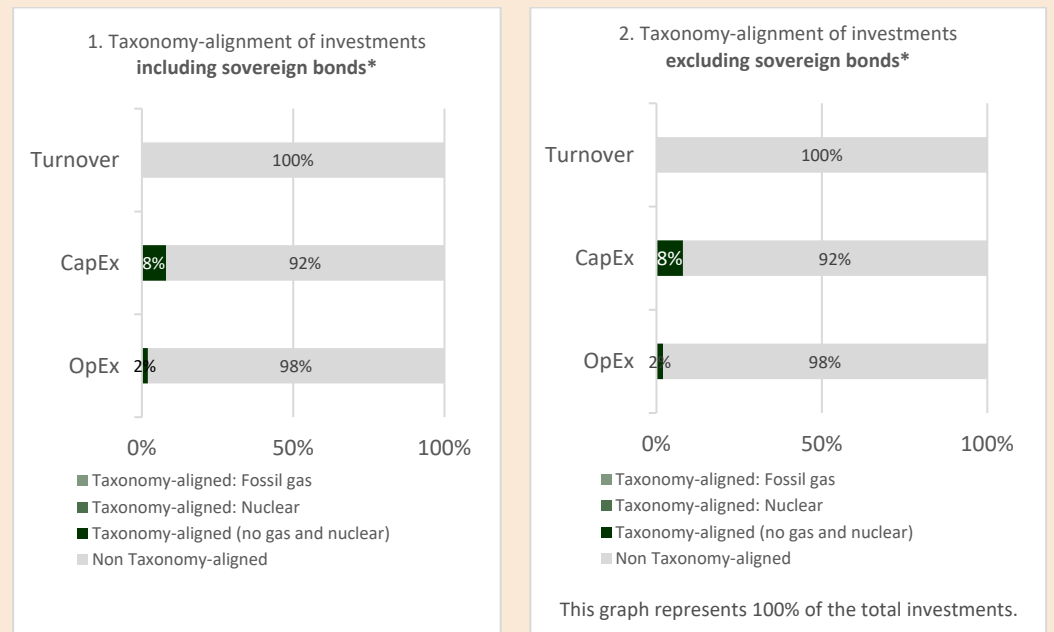 1. Taxonomy-alignment of investments
including sovereign bonds*
Turnover
100%
CapEx
8%
92%
OpEx
2%
98%
0%
50%
100%
Taxonomy-aligned: Fossil gas
Taxonomy-aligned: Nuclear
Taxonomy-aligned (no gas and nuclear)
Non Taxonomy-aligned
2. Taxonomy-alignment of investments
excluding sovereign bonds*
Turnover
100%
CapEx
8%
92%
OpEx
2%
98%
0%
50%
100%
Taxonomy-aligned: Fossil gas
Taxonomy-aligned: Nuclear
Taxonomy-aligned (no gas and nuclear)
Non Taxonomy-aligned
This graph represents 100% of the total investments.